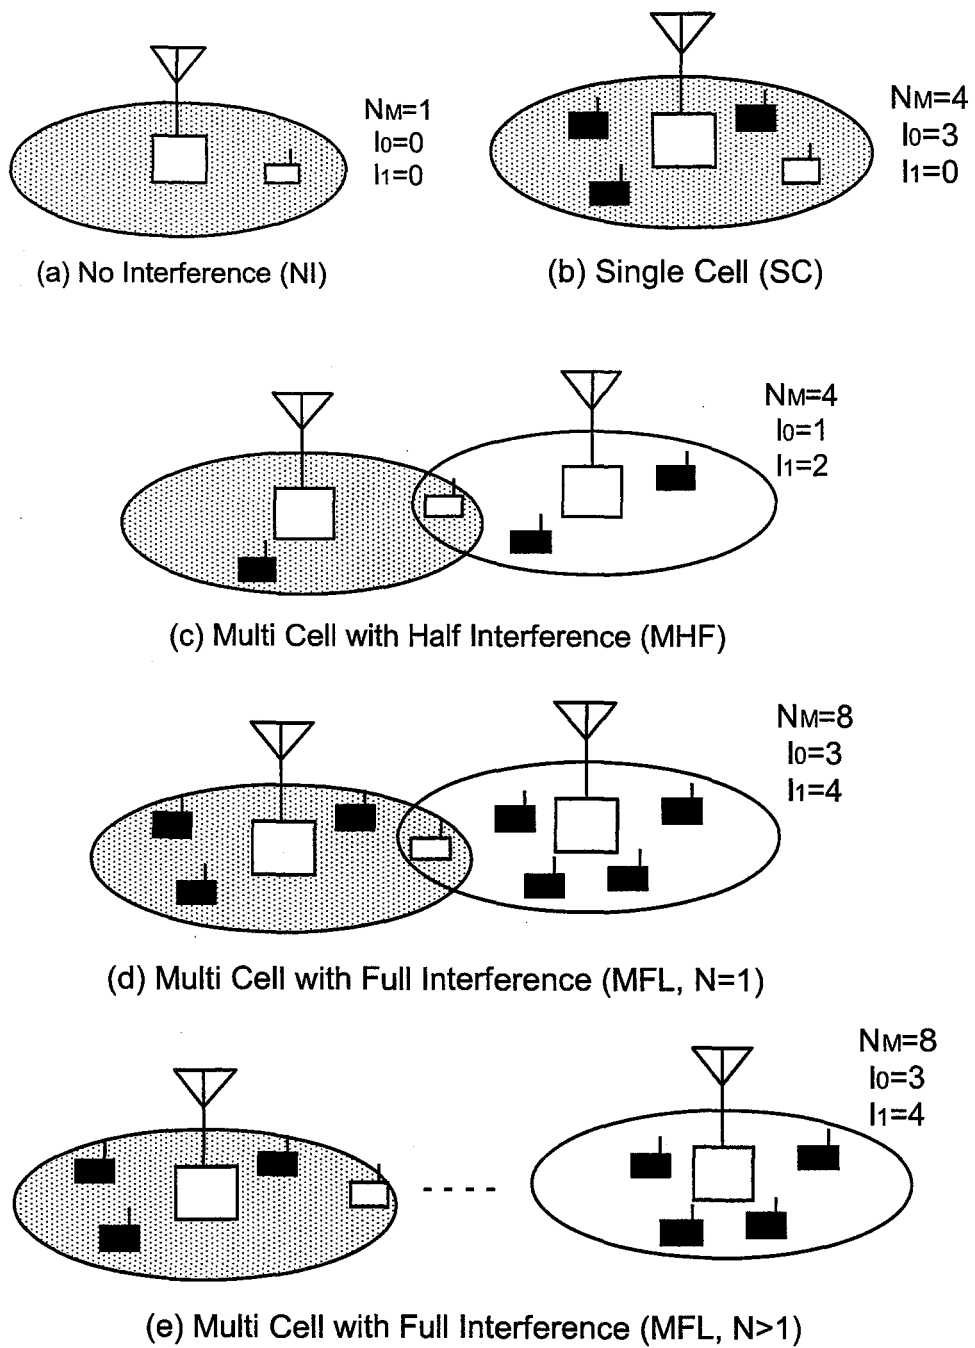 NM=1
I0=0
I1=0
(a) No Interference (NI)
NM=4
I0=3
I1=0
(b) Single Cell (SC)
NM=4
I0=1
I1=2
(c) Multi Cell with Half Interference (MHF)
NM=8
I0=3
I1=4
(d) Multi Cell with Full Interference (MFL, N=1)
NM=8
I0=3
I1=4
(e) Multi Cell with Full Interference (MFL, N>1)